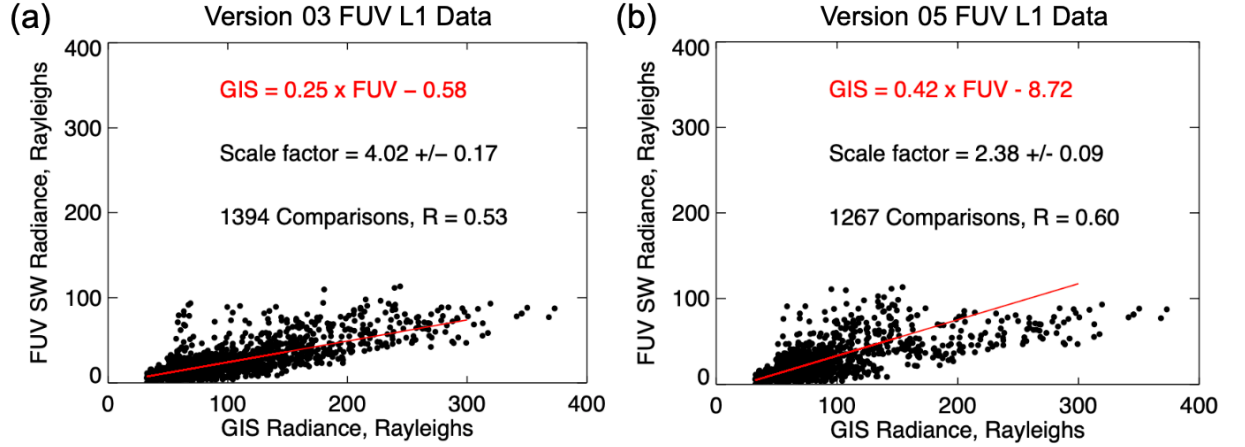 (a)
Version 03 FUV L1 Data
FUV SW Radiance, Rayleighs
400
300
200
100
0
GIS = 0.25 x FUV – 0.58
Scale factor = 4.02 +/– 0.17
1394 Comparisons, R = 0.53
0 100 200 300 400
GIS Radiance, Rayleighs
(b)
Version 05 FUV L1 Data
FUV SW Radiance, Rayleighs
400
300
200
100
0
GIS = 0.42 x FUV - 8.72
Scale factor = 2.38 +/- 0.09
1267 Comparisons, R = 0.60
0 100 200 300 400
GIS Radiance, Rayleighs